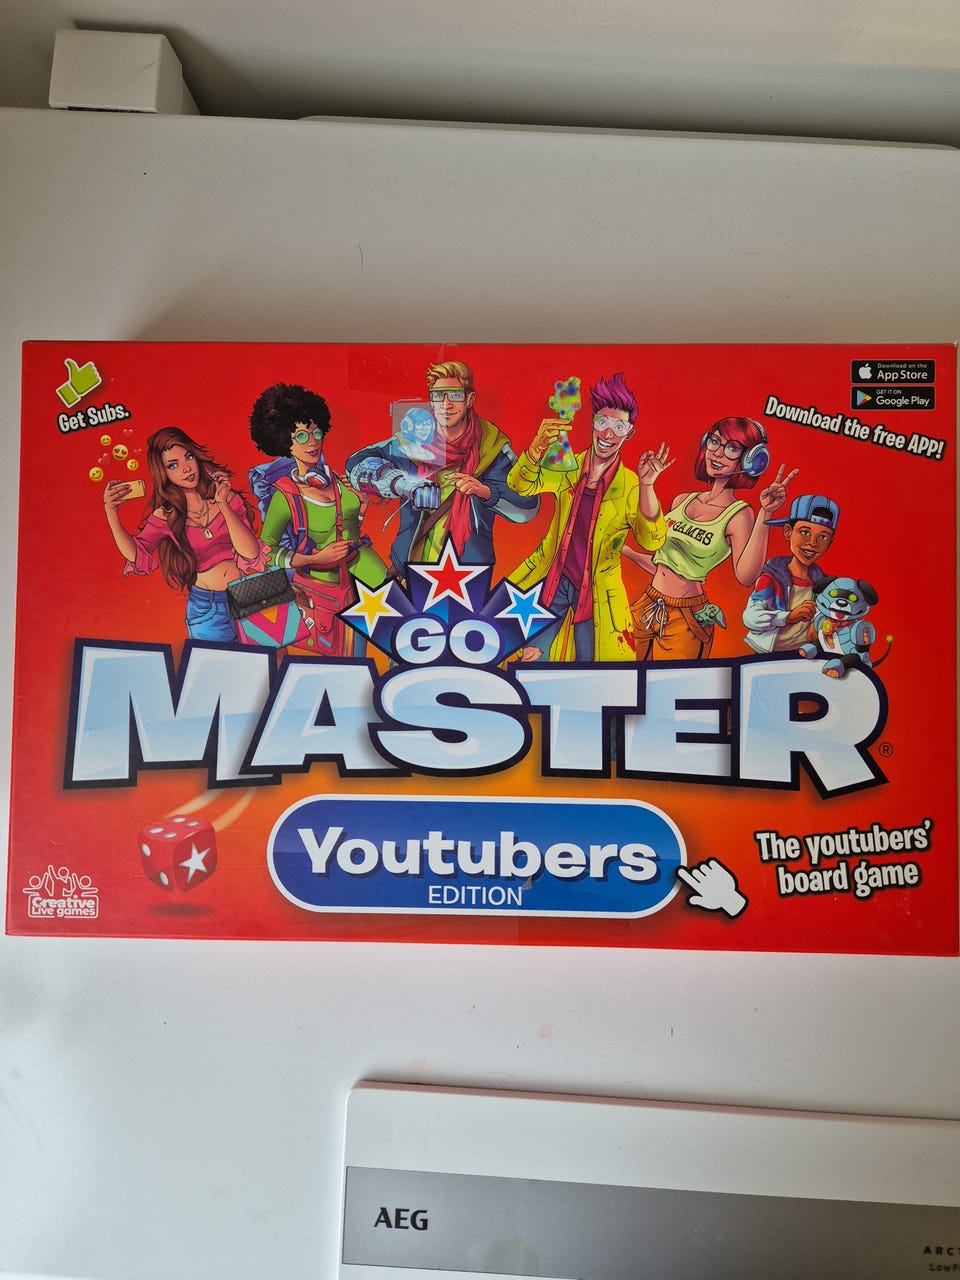 Get Subs.
Download on the
App Store
GET IT ON
Google Play
Download the free APP!
GAMES
GO
MASTER
®
Youtubers
EDITION
The youtubers'
board game
Creative
Live games
AEG